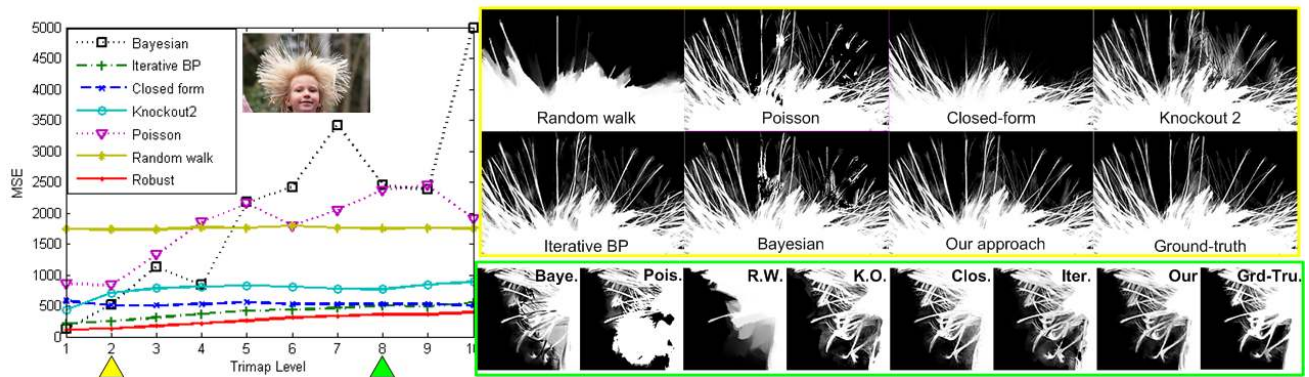 5000
4500
4000
3500
3000
2500
2000
1500
1000
500
0
MSE
Bayesian
Iterative BP
Closed form
Knockout2
Poisson
Random walk
Robust
1 2 3 4 5 6 7 8 9 10
Trimap Level
Random walk Poisson Closed-form Knockout 2
Iterative BP Bayesian Our approach Ground-truth
Baye. Pois. R.W. K.O. Clos. Iter. Our Grd-Tru.